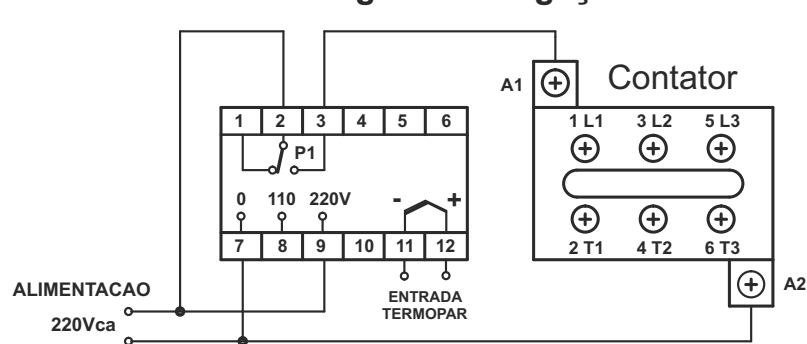 A1
Contator
1 2 3 4 5 6
1 L1 3 L2 5 L3
P1
0 110 220V - +
7 8 9 10 11 12
2 T1 4 T2 6 T3
ALIMENTACAO
220Vca
ENTRADA
TERMOPAR
A2